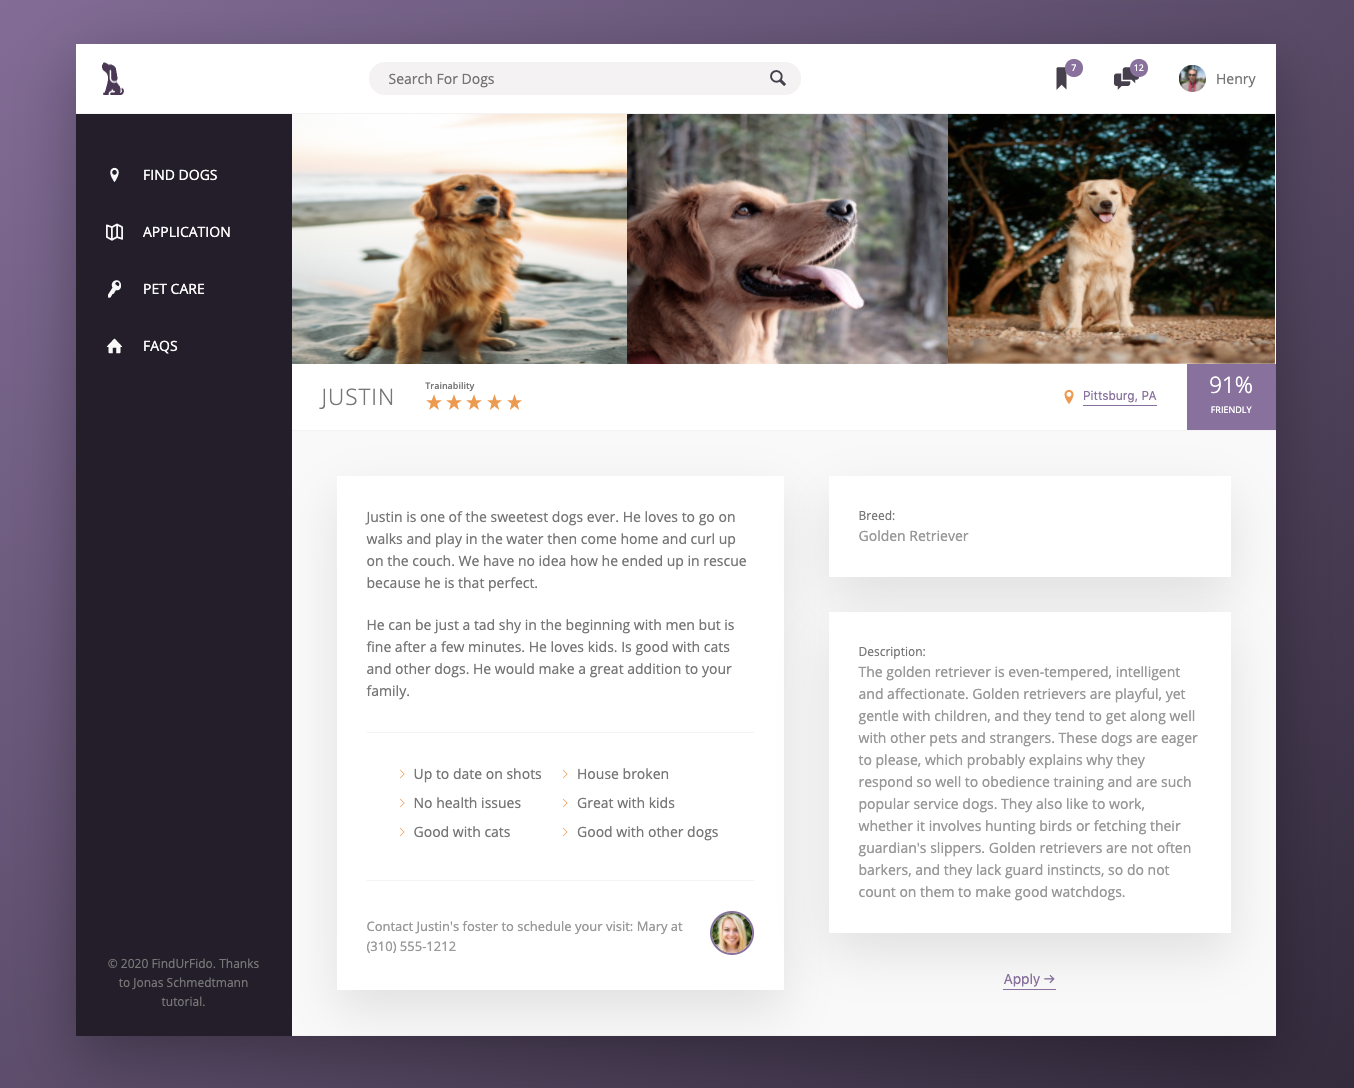 Search For Dogs
7
12
Henry
FIND DOGS
APPLICATION
PET CARE
FAQS
© 2020 FindUrFido. Thanks
to Jonas Schmedtmann
tutorial.
JUSTIN
Trainability
Pittsburg, PA
91%
FRIENDLY
Justin is one of the sweetest dogs ever. He loves to go on
walks and play in the water then come home and curl up
on the couch. We have no idea how he ended up in rescue
because he is that perfect.
He can be just a tad shy in the beginning with men but is
fine after a few minutes. He loves kids. Is good with cats
and other dogs. He would make a great addition to your
family.
Up to date on shots
House broken
No health issues
Great with kids
Good with cats
Good with other dogs
Contact Justin's foster to schedule your visit: Mary at
(310) 555-1212
Breed:
Golden Retriever
Description:
The golden retriever is even-tempered, intelligent
and affectionate. Golden retrievers are playful, yet
gentle with children, and they tend to get along well
with other pets and strangers. These dogs are eager
to please, which probably explains why they
respond so well to obedience training and are such
popular service dogs. They also like to work,
whether it involves hunting birds or fetching their
guardian's slippers. Golden retrievers are not often
barkers, and they lack guard instincts, so do not
count on them to make good watchdogs.
Apply →